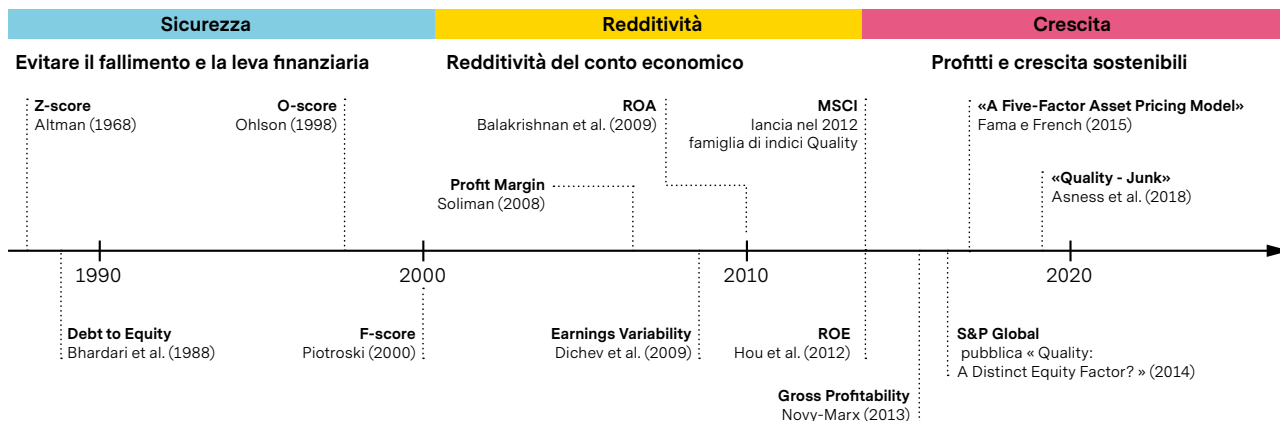 Sicurezza
Redditività
Crescita
Evitare il fallimento e la leva finanziaria
Redditività del conto economico
Profitti e crescita sostenibili
Z-score
Altman (1968)
O-score
Ohlson (1998)
ROA
Balakrishnan et al. (2009)
MSCI
lancia nel 2012
famiglia di indici Quality
«A Five-Factor Asset Pricing Model»
Fama e French (2015)
Profit Margin
Soliman (2008)
«Quality - Junk»
Asness et al. (2018)
1990
2000
2010
2020
Debt to Equity
Bhardari et al. (1988)
F-score
Piotroski (2000)
Earnings Variability
Dichev et al. (2009)
ROE
Hou et al. (2012)
S&P Global
pubblica « Quality:
A Distinct Equity Factor? » (2014)
Gross Profitability
Novy-Marx (2013)